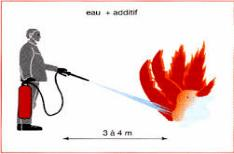 eau + additif
3 à 4 m